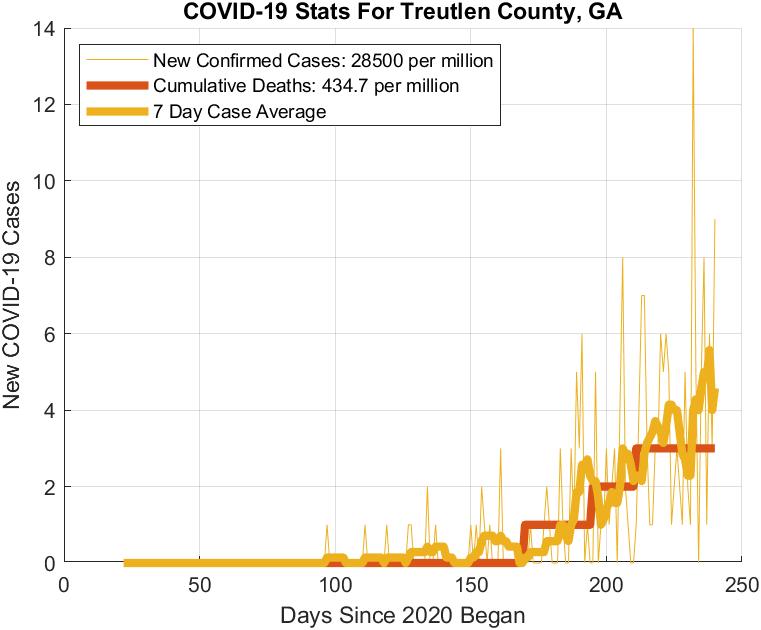 COVID-19 Stats For Treutlen County, GA
New Confirmed Cases: 28500 per million
Cumulative Deaths: 434.7 per million
7 Day Case Average
New COVID-19 Cases
14
12
10
8
6
4
2
0
0 50 100 150 200 250
Days Since 2020 Began